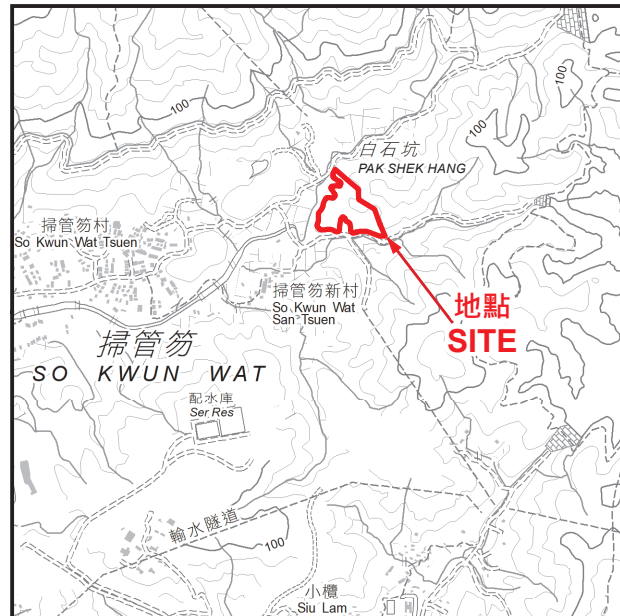 100
100
白石坑
PAK SHEK HANG
掃管笏村
So Kwun Wat Tsuen
掃管笏新村
So Kwun Wat
San Tsuen
地點
SITE
掃管笏
SO KWUN WAT
配水庫
Ser Res
輸水隧道
100
小欖
Siu Lam